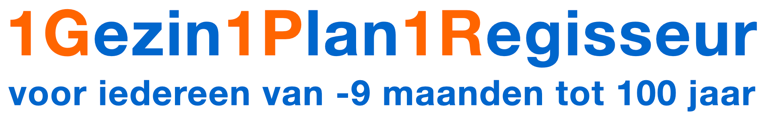 1Gezin1Plan1Regisseur
voor iedereen van -9 maanden tot 100 jaar